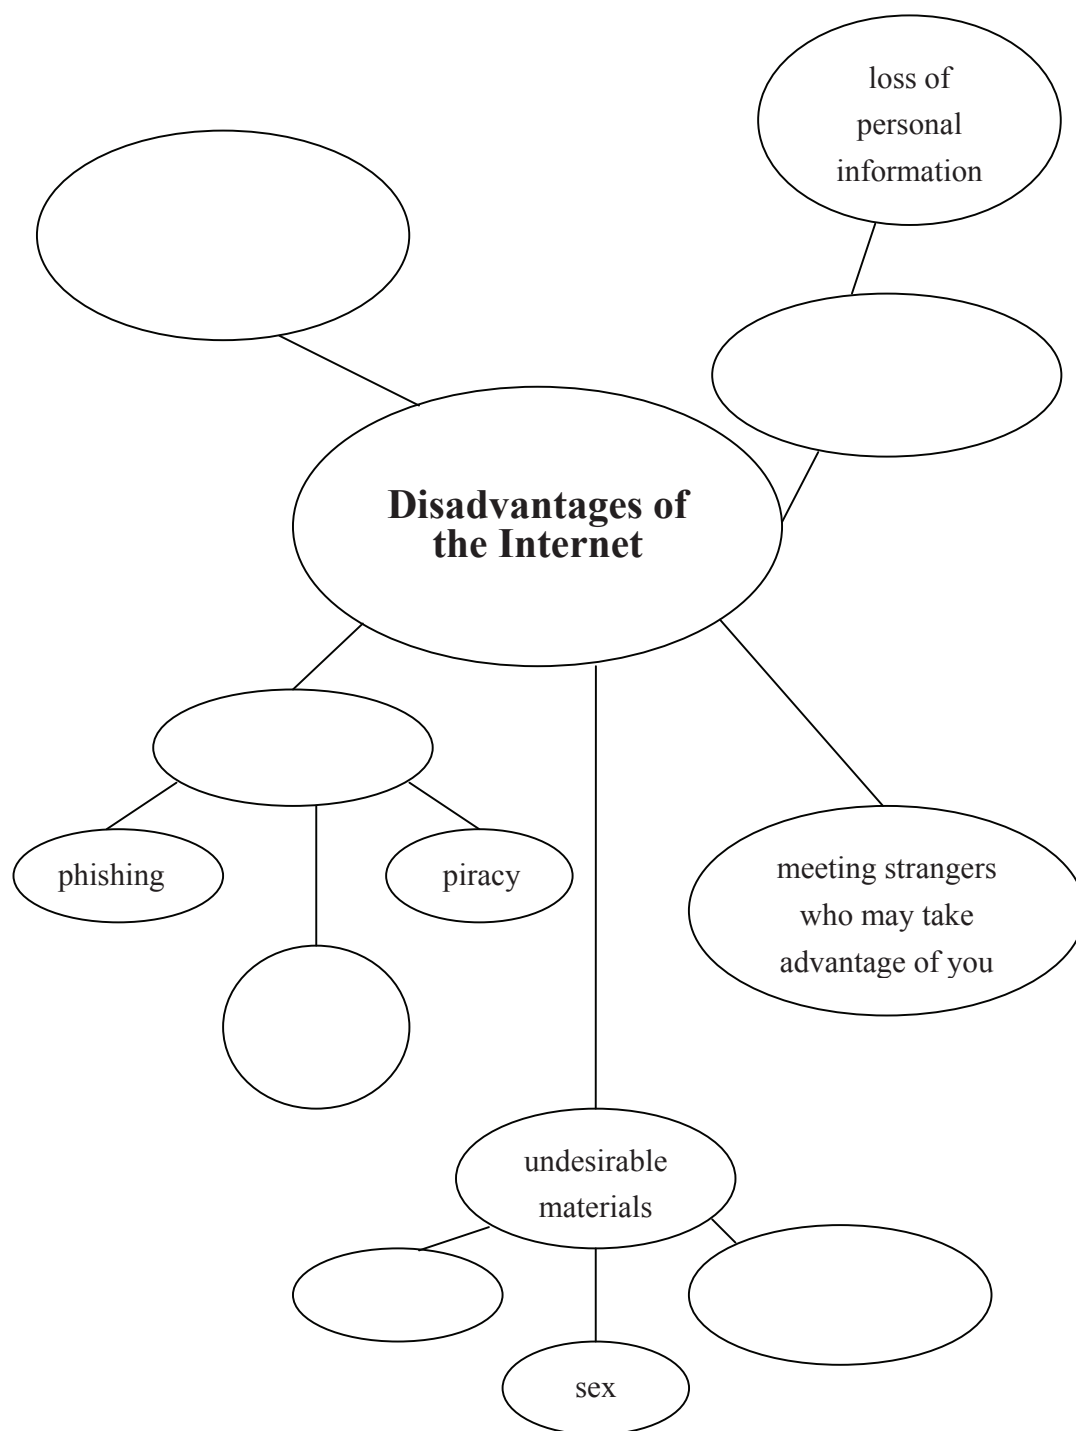 loss of
personal
information
Disadvantages of
the Internet
phishing
piracy
meeting strangers
who may take
advantage of you
undesirable
materials
sex